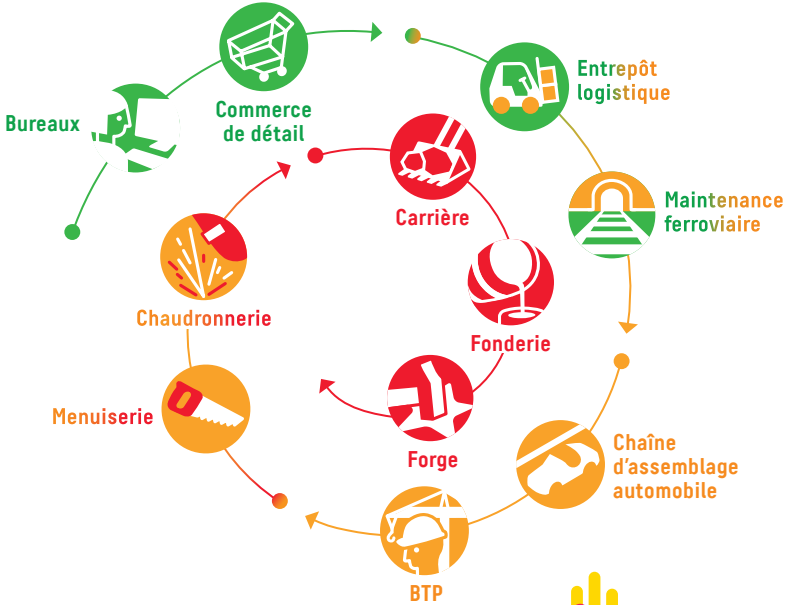 Bureaux
Commerce
de détail
Entrepôt
logistique
Maintenance
ferroviaire
Chaîne
d'assemblage
automobile
BTP
Menuiserie
Chaudronnerie
Carrière
Fonderie
Forge